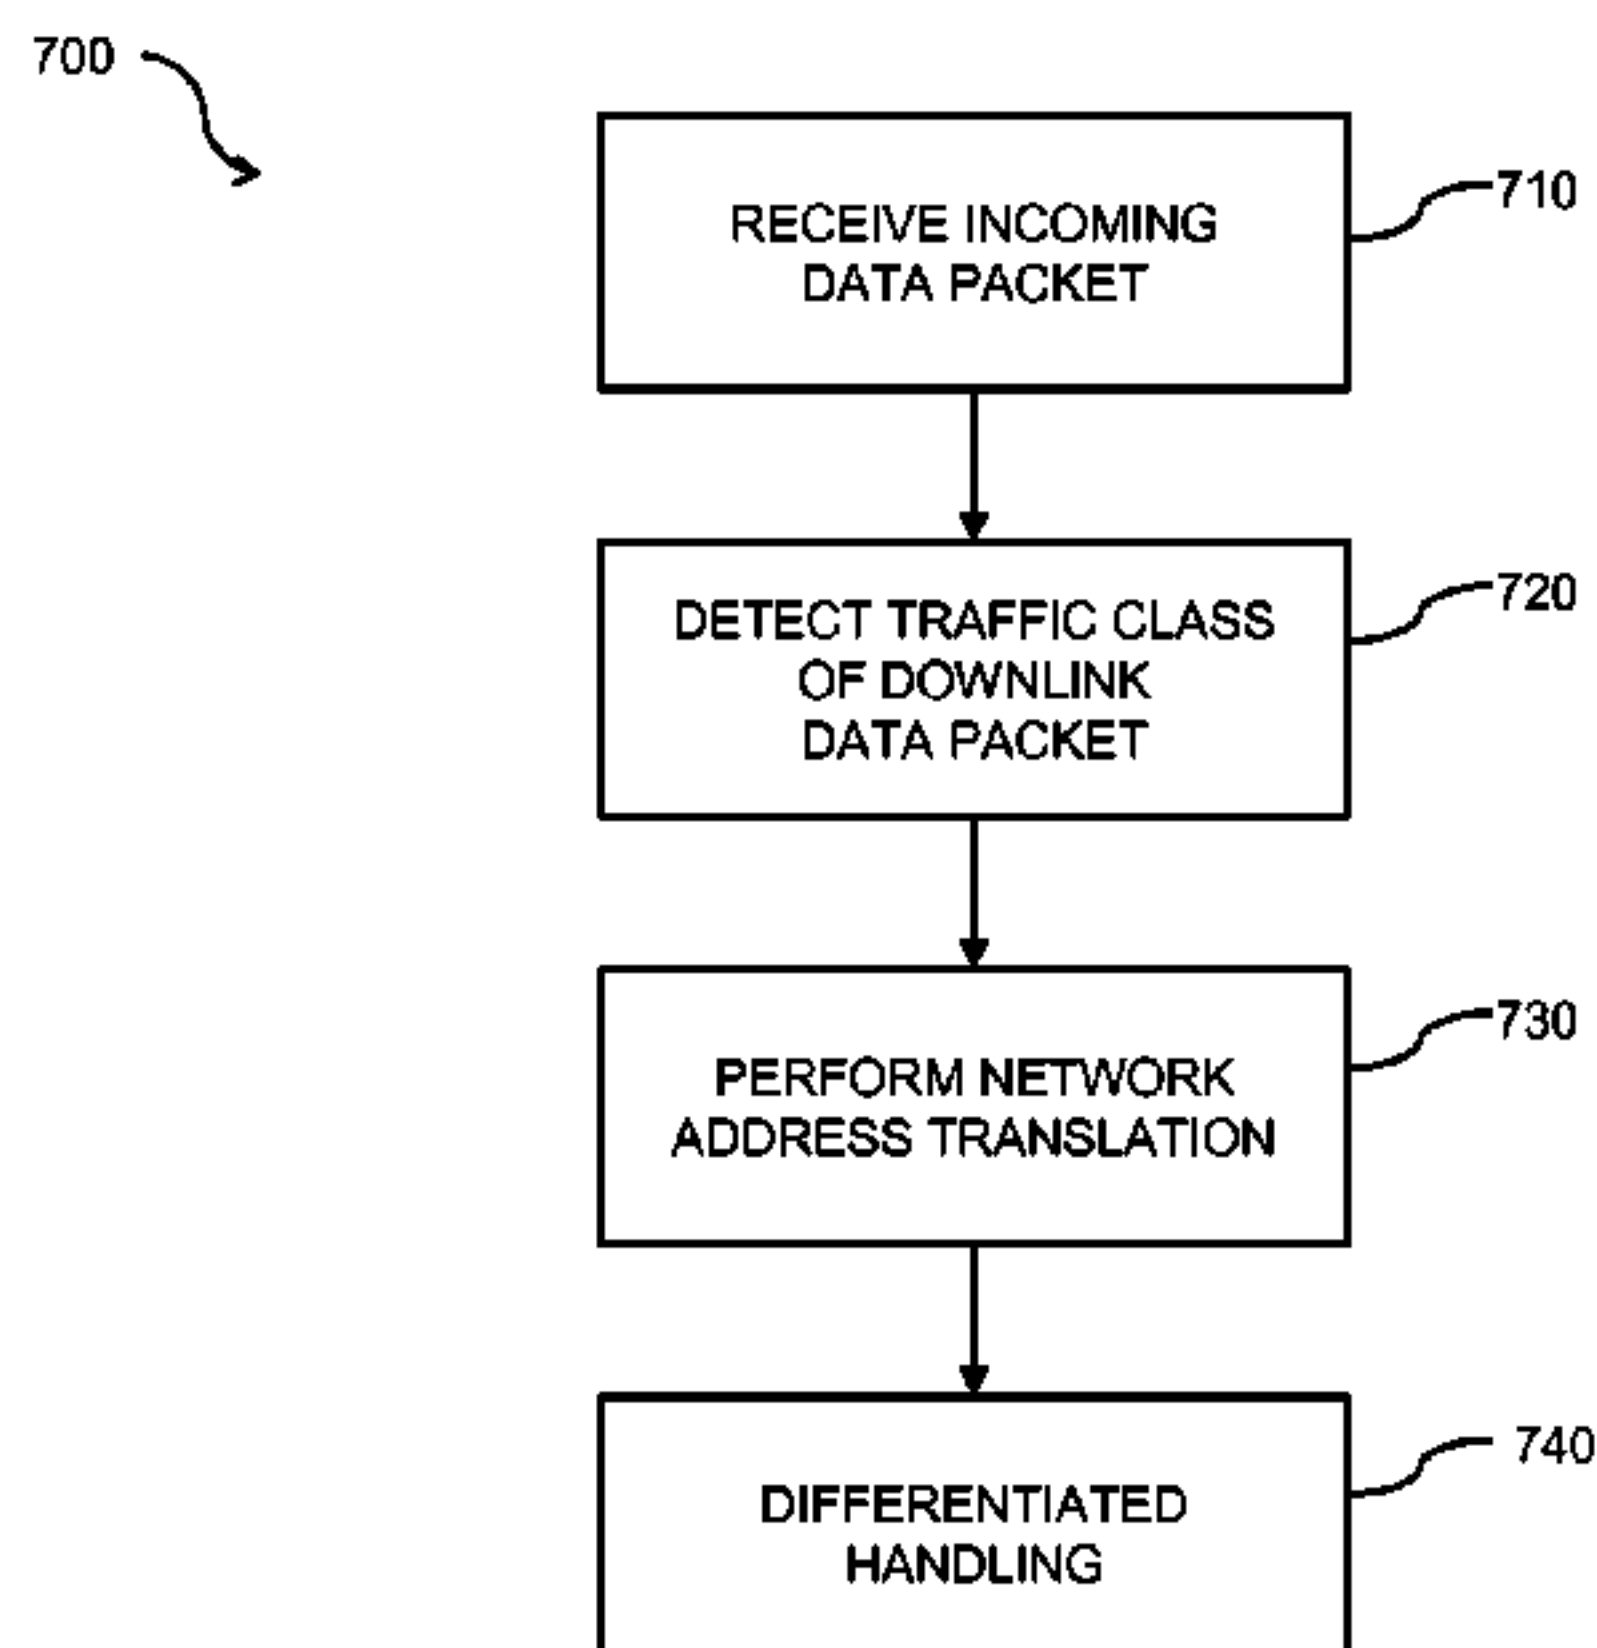 700
RECEIVE INCOMING
DATA PACKET
710
DETECT TRAFFIC CLASS
OF DOWNLINK
DATA PACKET
720
PERFORM NETWORK
ADDRESS TRANSLATION
730
DIFFERENTIATED
HANDLING
740